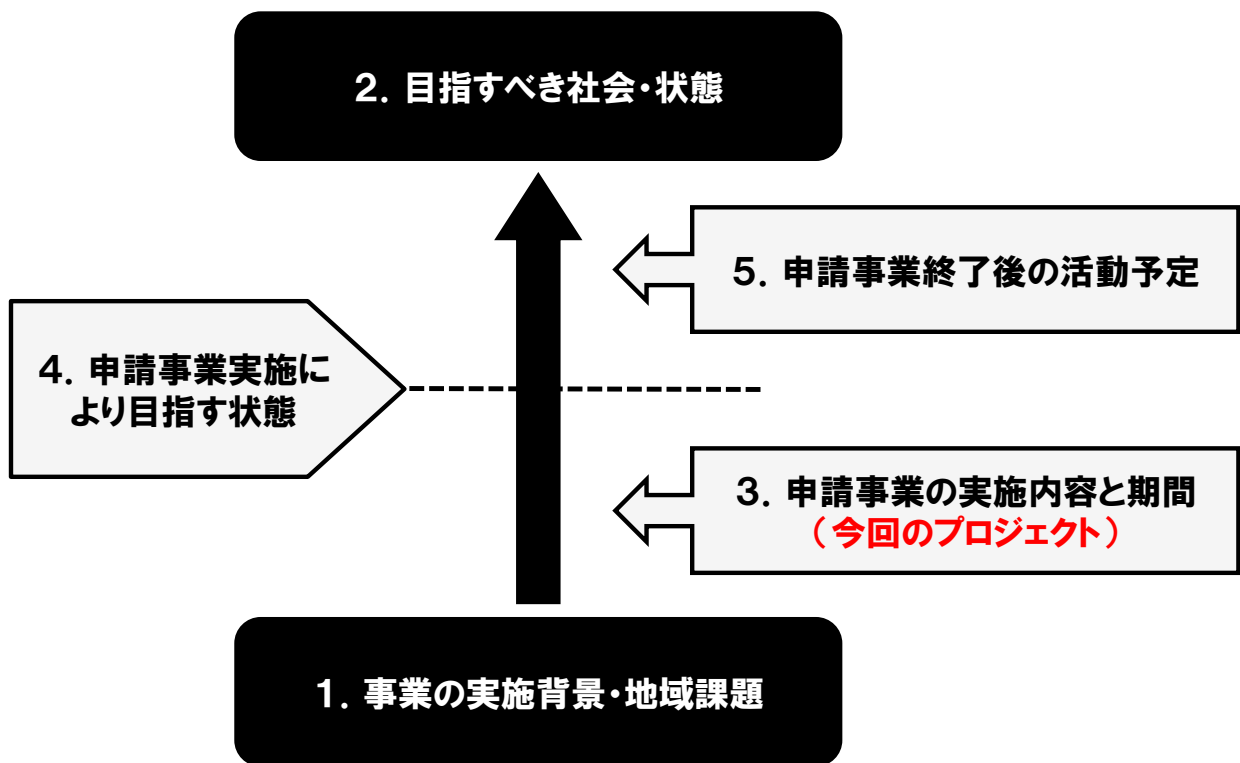 2．目指すべき社会・状態
5．申請事業終了後の活動予定
4．申請事業実施に
より目指す状態
3．申請事業の実施内容と期間
（今回のプロジェクト）
1．事業の実施背景・地域課題